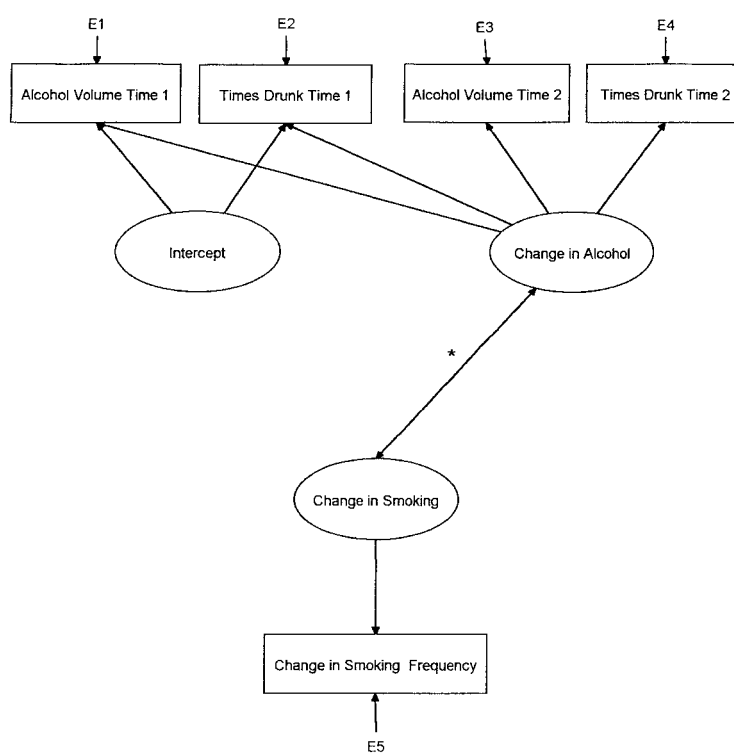 E1
E2
E3
E4
Alcohol Volume Time 1
Times Drunk Time 1
Alcohol Volume Time 2
Times Drunk Time 2
Intercept
Change in Alcohol
*
Change in Smoking
Change in Smoking Frequency
E5